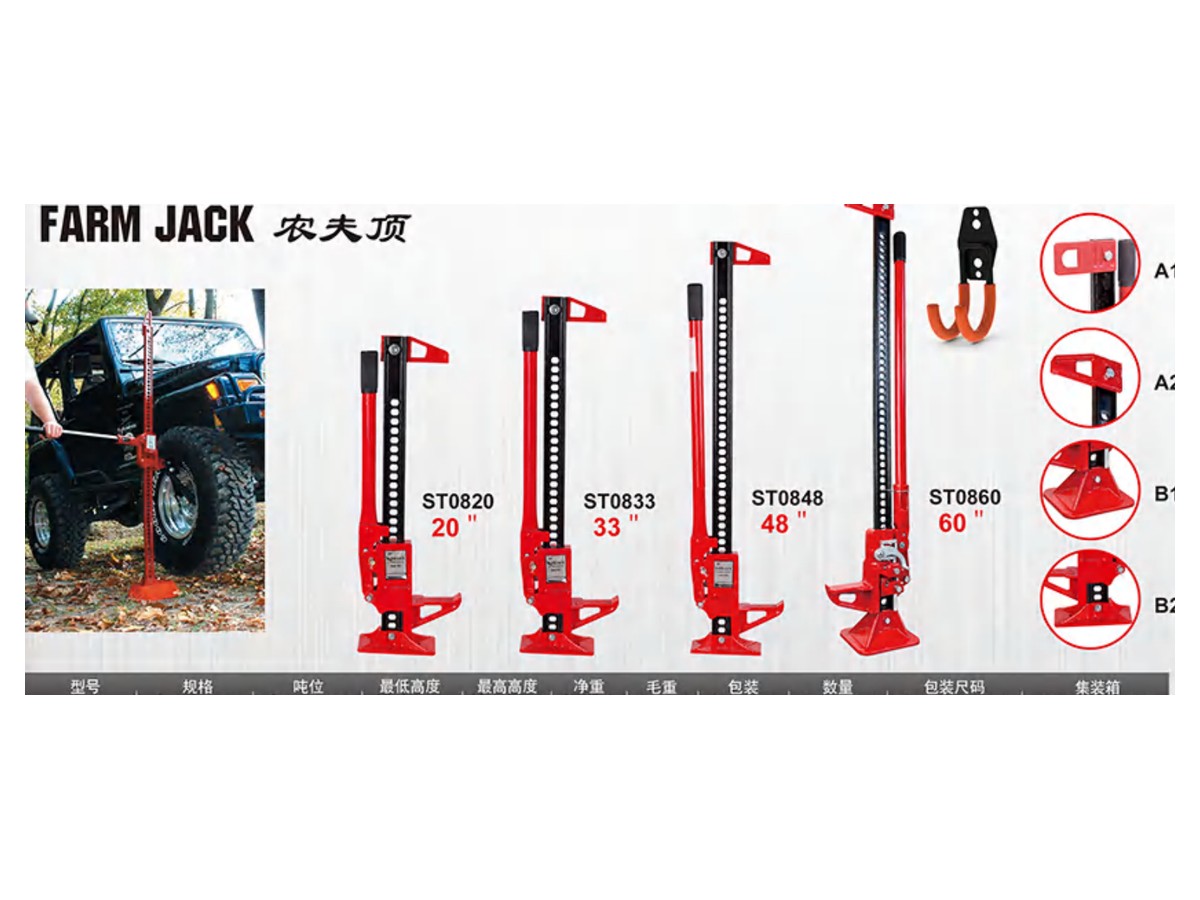 FARM JACK 农夫顶
A1
A2
ST0820
20 "
ST0833
33 "
ST0848
48 "
ST0860
60 "
B1
B2
型号 规格 吨位 最低高度 最高高度 净重 毛重 包装 数量 包装尺码 集装箱